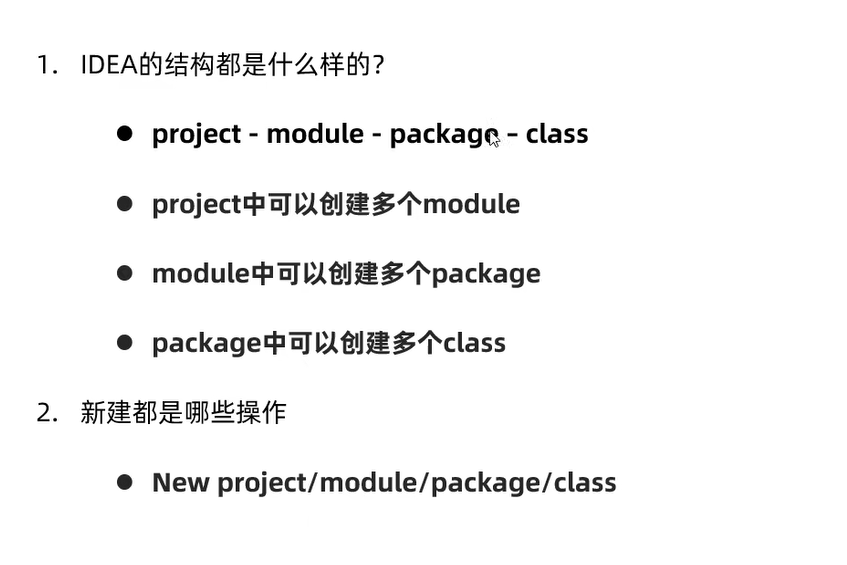 1. IDEA的结构都是什么样的?
● project - module - package – class
● project中可以创建多个module
● module中可以创建多个package
● package中可以创建多个class
2. 新建都是哪些操作
● New project/module/package/class